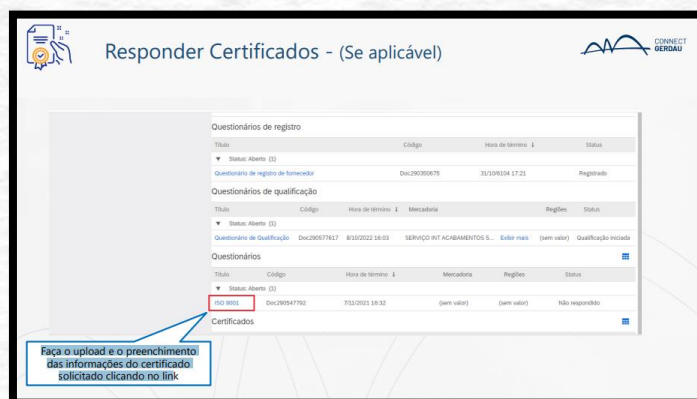 Responder Certificados - (Se aplicável)
CONNECT
GERDAU
Questionários de registro
Título Código Hora de término ↓ Status
▼ Status: Aberto (1)
Questionário de registro de fornecedor Doc290350675 31/10/6104 17:21 Registrado
Questionários de qualificação
Título Código Hora de término ↓ Mercadoria Regiões Status
▼ Status: Aberto (1)
Questionário de Qualificação Doc290577617 8/10/2022 16:03 SERVIÇO INT ACABAMENTOS S... Exibir mais (sem valor) Qualificação iniciada
Questionários
Título Código Hora de término ↓ Mercadoria Regiões Status
▼ Status: Aberto (1)
ISO 9001 Doc290547792 7/11/2021 18:32 (sem valor) (sem valor) Não respondido
Certificados
Faça o upload e o preenchimento
das informações do certificado
solicitado clicando no link